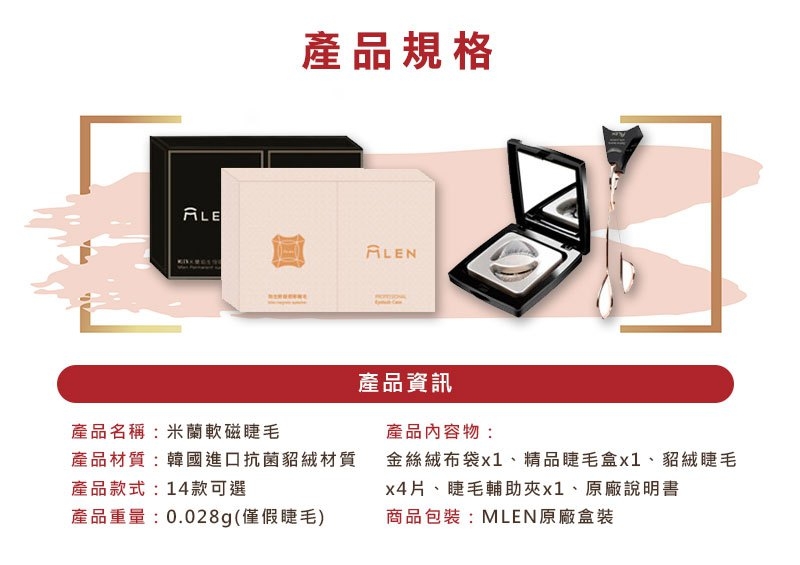 產品規格
ΠLE
ΠLEN
PROFESSIONAL
Eyelash Care
產品資訊
產品名稱：米蘭軟磁睫毛
產品材質：韓國進口抗菌貂絨材質
產品款式：14款可選
產品重量：0.028g(僅假睫毛)
產品內容物：
金絲絨布袋x1、精品睫毛盒x1、貂絨睫毛
x4片、睫毛輔助夾x1、原廠說明書
商品包裝：MLEN原廠盒裝